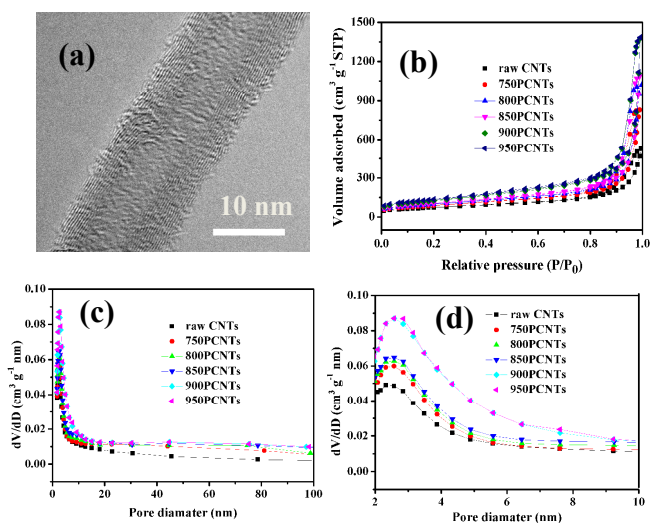 (a)
10 nm
(b)
raw CNTs
750PCNTs
800PCNTs
850PCNTs
900PCNTs
950PCNTs
Volume adsorbed (cm³ g⁻¹ STP)
1500
1200
900
600
300
0
0.0 0.2 0.4 0.6 0.8 1.0
Relative pressure (P/P₀)
(c)
raw CNTs
750PCNTs
800PCNTs
850PCNTs
900PCNTs
950PCNTs
dV/dD (cm³ g⁻¹ nm)
0.10
0.08
0.06
0.04
0.02
0.00
0 20 40 60 80 100
Pore diamater (nm)
(d)
raw CNTs
750PCNTs
800PCNTs
850PCNTs
900PCNTs
950PCNTs
dV/dD (cm³ g⁻¹ nm)
0.12
0.10
0.08
0.06
0.04
0.02
0.00
2 4 6 8 10
Pore diamater (nm)